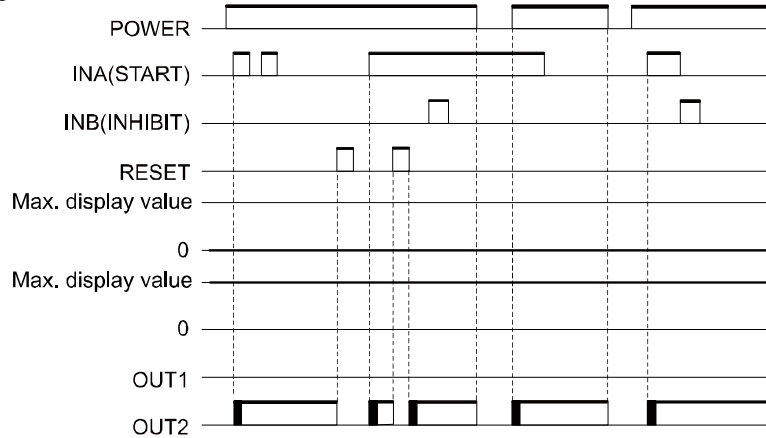 POWER
INA(START)
INB(INHIBIT)
RESET
Max. display value
0
Max. display value
0
OUT1
OUT2